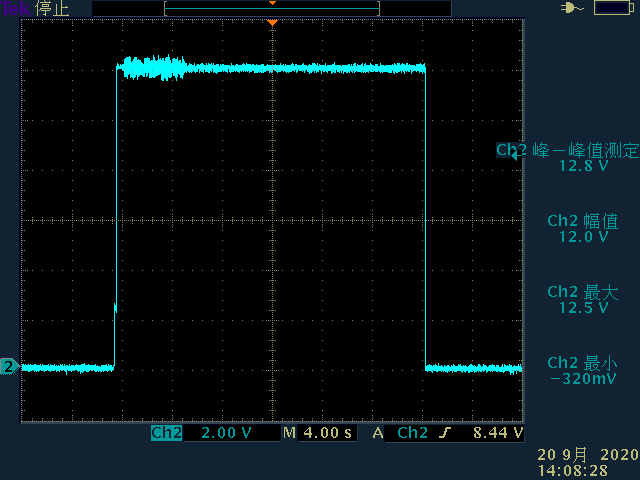 Tek 停止
Ch2 峰－峰值测定
12.8 V
Ch2 幅值
12.0 V
Ch2 最大
12.5 V
Ch2 最小
−320mV
2
Ch2 2.00 V M 4.00 s A Ch2 8.44 V
20 9月 2020
14:08:28